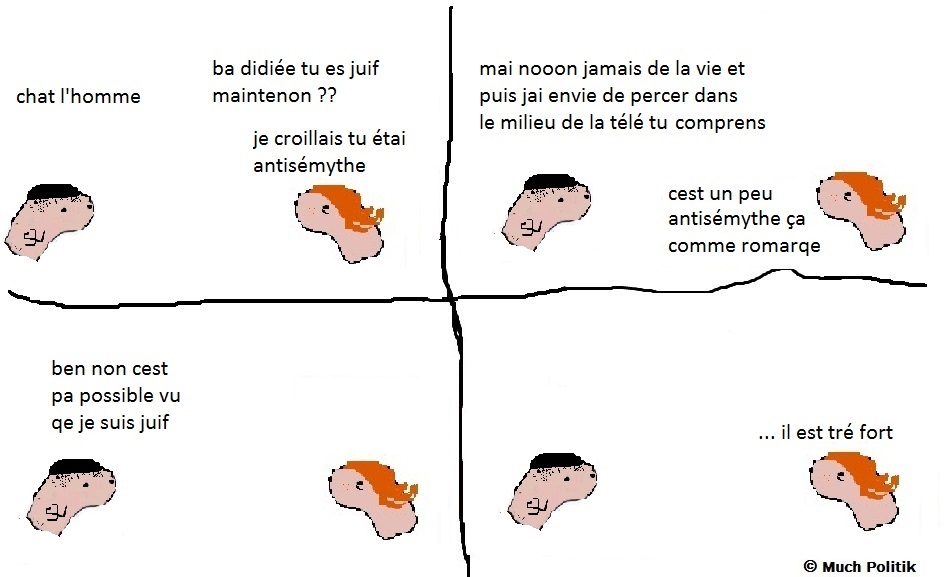 chat l'homme
ba didiée tu es juif
maintenon ??
je croillais tu étai
antisémythe
mai nooon jamais de la vie et
puis jai envie de percer dans
le milieu de la télé tu comprens
cest un peu
antisémythe ça
comme romarqe
ben non cest
pa possible vu
qe je suis juif
... il est tré fort
© Much Politik